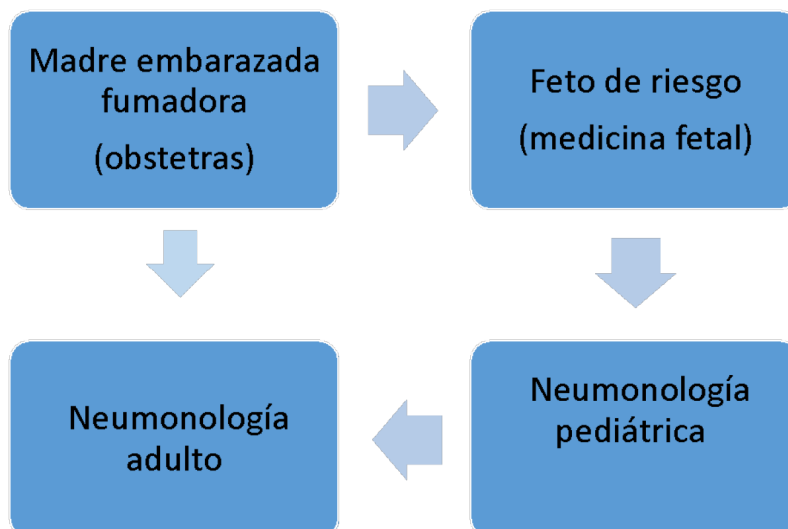 Madre embarazada
fumadora
(obstetras)
Feto de riesgo
(medicina fetal)
Neumonología
adulto
Neumonología
pediátrica